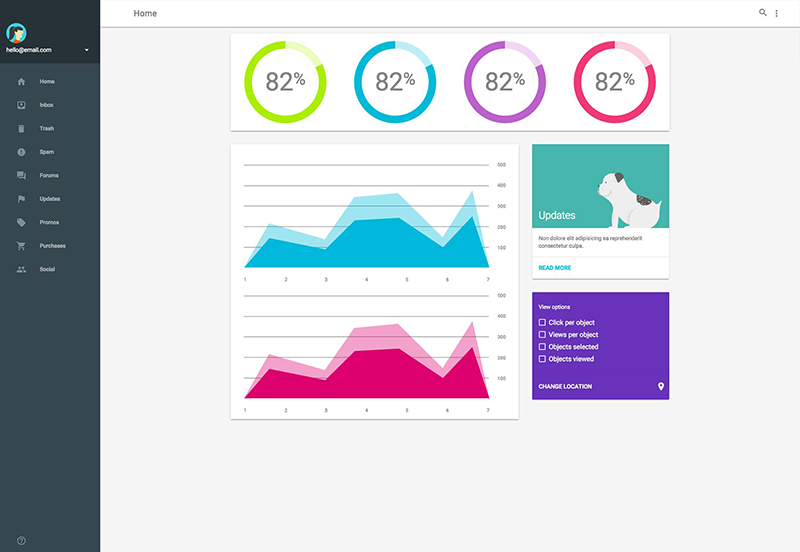 Home
hello@email.com
Home
Inbox
Trash
Spam
Forums
Updates
Promos
Purchases
Social
82% 82% 82% 82%
500
400
300
200
100
1 2 3 4 5 6 7
500
400
300
200
100
1 2 3 4 5 6 7
Updates
Non dolore elit adipisicing ea reprehenderit
consectetur culpa.
READ MORE
View options
Click per object
Views per object
Objects selected
Objects viewed
CHANGE LOCATION